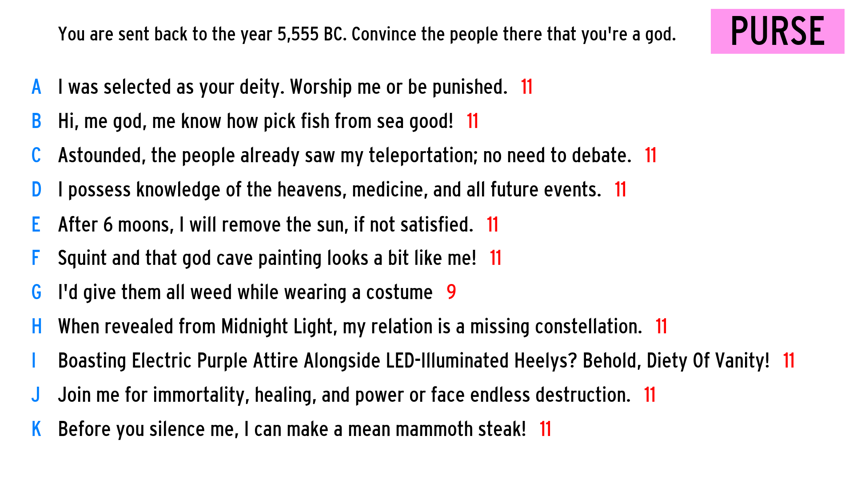 You are sent back to the year 5,555 BC. Convince the people there that you're a god.
PURSE
A I was selected as your deity. Worship me or be punished. 11
B Hi, me god, me know how pick fish from sea good! 11
C Astounded, the people already saw my teleportation; no need to debate. 11
D I possess knowledge of the heavens, medicine, and all future events. 11
E After 6 moons, I will remove the sun, if not satisfied. 11
F Squint and that god cave painting looks a bit like me! 11
G I'd give them all weed while wearing a costume 9
H When revealed from Midnight Light, my relation is a missing constellation. 11
I Boasting Electric Purple Attire Alongside LED-Illuminated Heelys? Behold, Diety Of Vanity! 11
J Join me for immortality, healing, and power or face endless destruction. 11
K Before you silence me, I can make a mean mammoth steak! 11